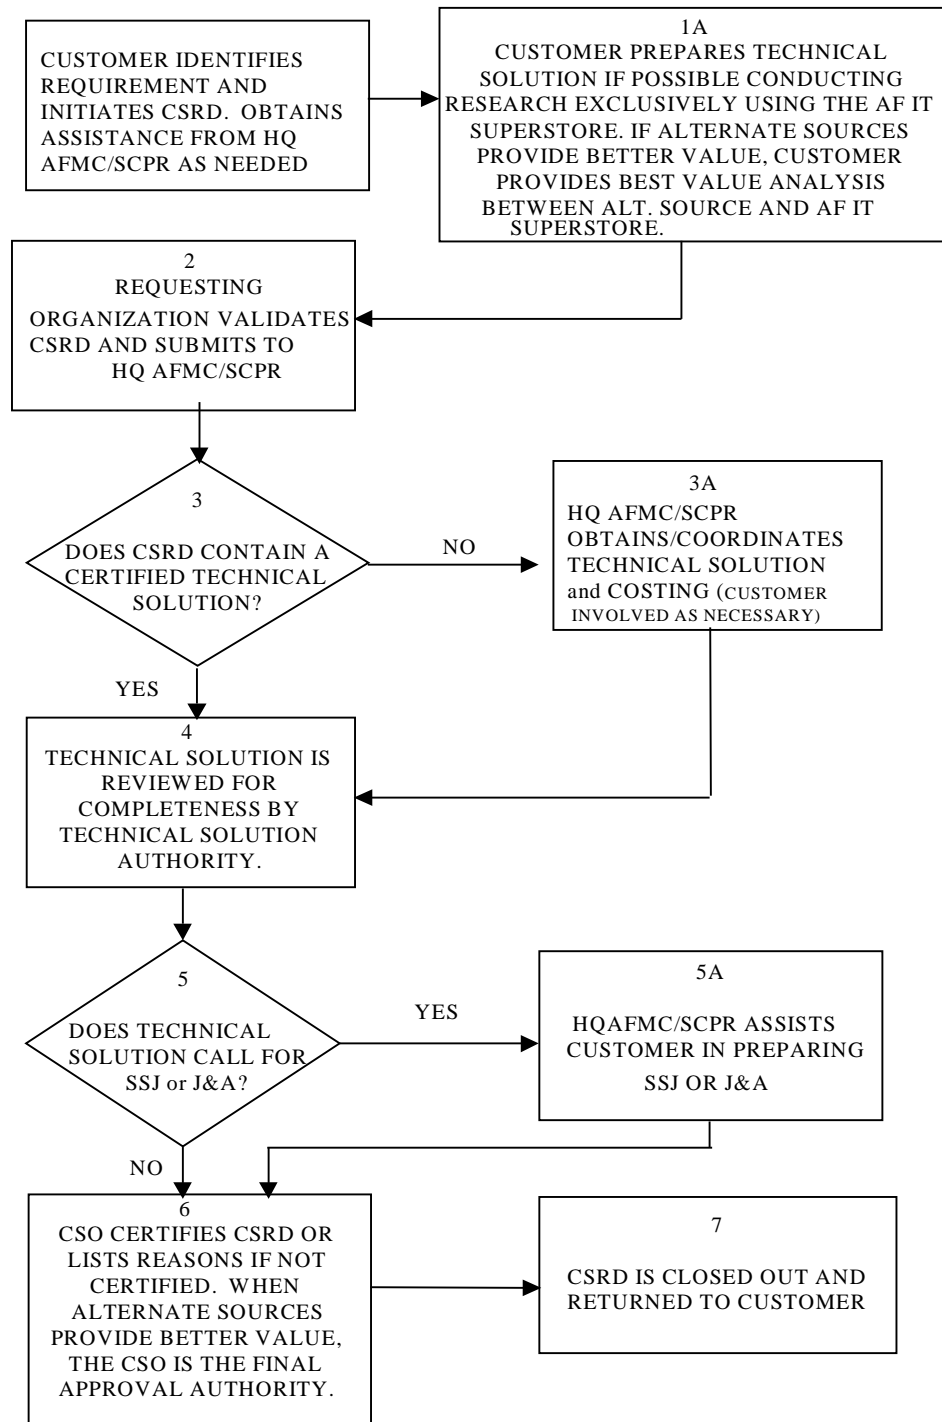 CUSTOMER IDENTIFIES
REQUIREMENT AND
INITIATES CSRD.  OBTAINS
ASSISTANCE FROM HQ
AFMC/SCPR AS NEEDED
1A
CUSTOMER PREPARES TECHNICAL
SOLUTION IF POSSIBLE CONDUCTING
RESEARCH EXCLUSIVELY USING THE AF IT
SUPERSTORE. IF ALTERNATE SOURCES
PROVIDE BETTER VALUE, CUSTOMER
PROVIDES BEST VALUE ANALYSIS
BETWEEN ALT. SOURCE AND AF IT
SUPERSTORE.
2
REQUESTING
ORGANIZATION VALIDATES
CSRD AND SUBMITS TO
HQ AFMC/SCPR
3
DOES CSRD CONTAIN A
CERTIFIED TECHNICAL
SOLUTION?
NO
3A
HQ AFMC/SCPR
OBTAINS/COORDINATES
TECHNICAL SOLUTION
and COSTING (CUSTOMER
INVOLVED AS NECESSARY)
YES
4
TECHNICAL SOLUTION IS
REVIEWED FOR
COMPLETENESS BY
TECHNICAL SOLUTION
AUTHORITY.
5
DOES TECHNICAL
SOLUTION CALL FOR
SSJ or J&A?
YES
5A
HQAFMC/SCPR ASSISTS
CUSTOMER IN PREPARING
SSJ OR J&A
NO
6
CSO CERTIFIES CSRD OR
LISTS REASONS IF NOT
CERTIFIED.  WHEN
ALTERNATE SOURCES
PROVIDE BETTER VALUE,
THE CSO IS THE FINAL
APPROVAL AUTHORITY.
7
CSRD IS CLOSED OUT AND
RETURNED TO CUSTOMER